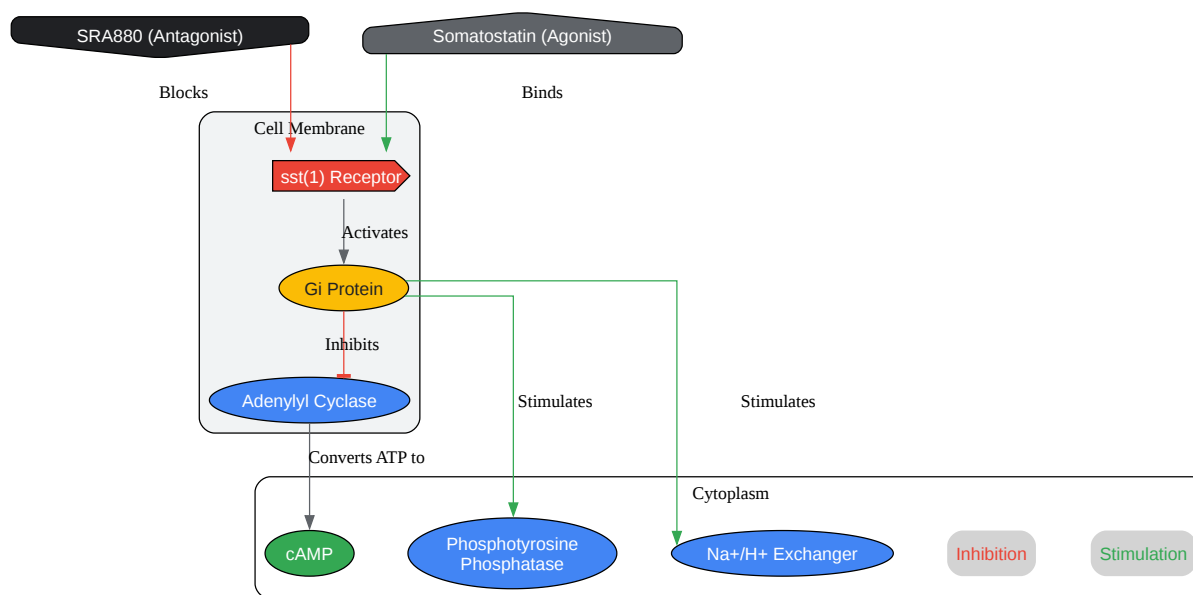 SRA880 (Antagonist)
Somatostatin (Agonist)
Blocks
Binds
Cell Membrane
sst(1) Receptor
Activates
Gi Protein
Inhibits
Adenylyl Cyclase
Stimulates
Stimulates
Converts ATP to
Cytoplasm
cAMP
Phosphotyrosine
Phosphatase
Na+/H+ Exchanger
Inhibition
Stimulation